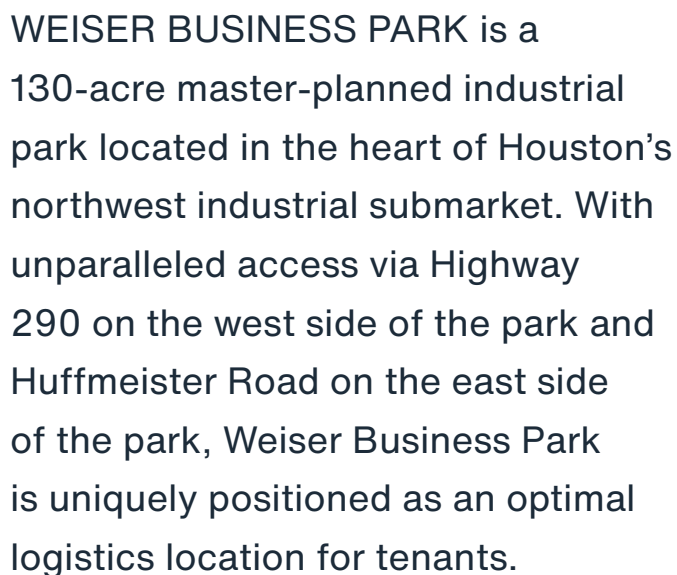 WEISER BUSINESS PARK is a
130-acre master-planned industrial
park located in the heart of Houston’s
northwest industrial submarket. With
unparalleled access via Highway
290 on the west side of the park and
Huffmeister Road on the east side
of the park, Weiser Business Park
is uniquely positioned as an optimal
logistics location for tenants.